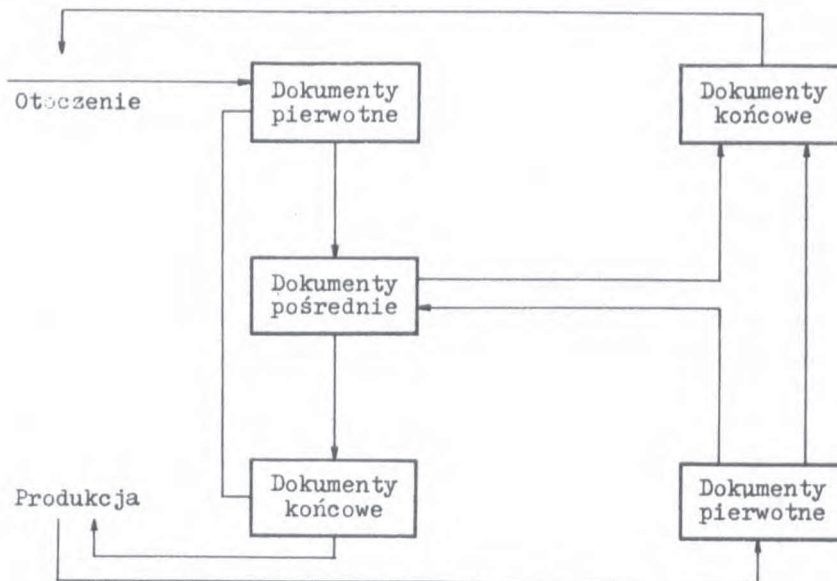 Otoczenie
Dokumenty
pierwotne
Dokumenty
końcowe
Dokumenty
pośrednie
Produkcja
Dokumenty
końcowe
Dokumenty
pierwotne